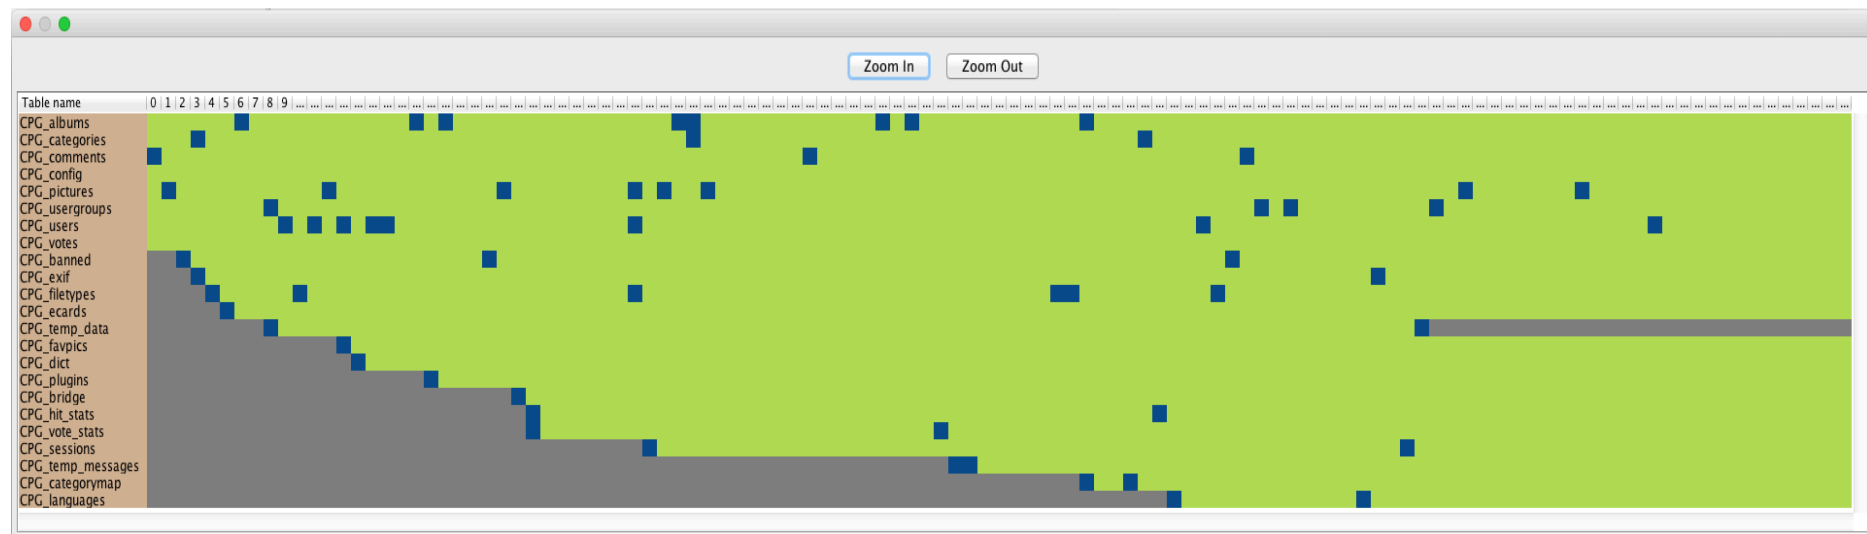 Zoom In Zoom Out
Table name 0 1 2 3 4 5 6 7 8 9 ... ... ... ... ... ... ... ... ... ... ... ... ... ... ... ... ... ... ... ... ... ... ... ... ... ... ... ... ... ... ... ... ... ... ... ... ... ... ... ... ... ... ... ... ... ... ... ... ... ... ... ... ... ... ... ... ... ... ... ... ... ... ... ... ... ... ... ... ... ... ... ... ... ... ... ... ... ... ... ... ... ... ... ... ... ... ... ... ... ... ... ... ... ... ... ... ... ... ... ... ... ... ... ... ... ... ...
CPG_albums
CPG_categories
CPG_comments
CPG_config
CPG_pictures
CPG_usergroups
CPG_users
CPG_votes
CPG_banned
CPG_exif
CPG_filetypes
CPG_ecards
CPG_temp_data
CPG_favpics
CPG_dict
CPG_plugins
CPG_bridge
CPG_hit_stats
CPG_vote_stats
CPG_sessions
CPG_temp_messages
CPG_categorymap
CPG_languages